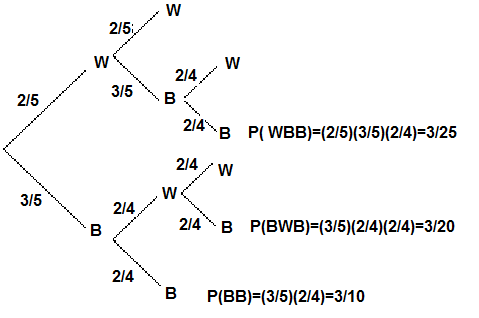 W
2/5
W
2/4
W
3/5
B
2/5
2/4
B P( WBB)=(2/5)(3/5)(2/4)=3/25
2/4
W
3/5
W
2/4
2/4
B P(BWB)=(3/5)(2/4)(2/4)=3/20
B
2/4
B P(BB)=(3/5)(2/4)=3/10